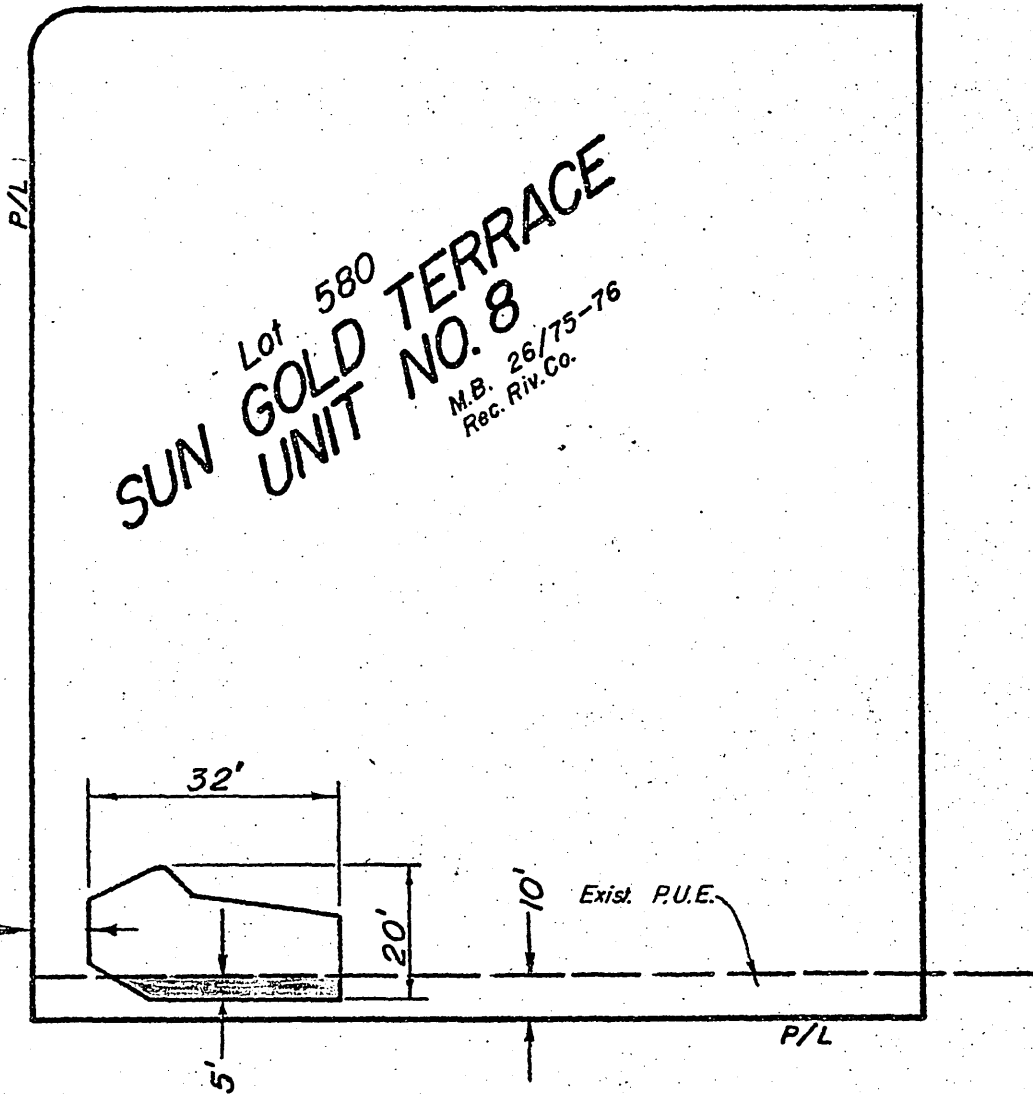 P/L
Lot 580
SUN GOLD TERRACE
UNIT NO. 8
M.B. 26/75-76
Rec. Riv. Co.
32'
20'
10'
Exist. P.U.E.
5'
P/L